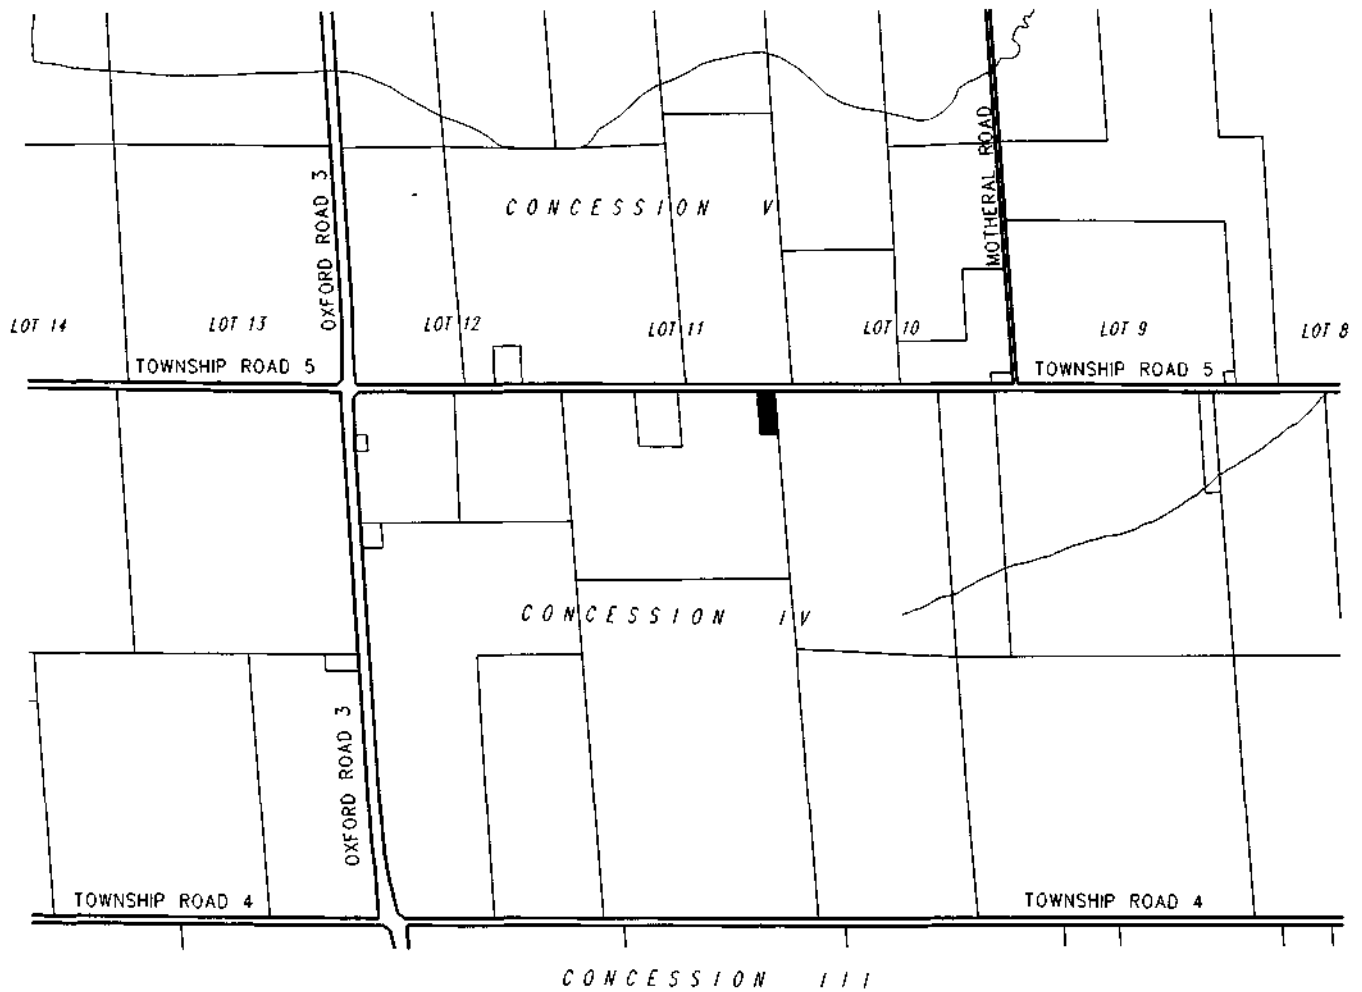 CONCESSION V
OXFORD ROAD 3
MOTHERAL ROAD
LOT 14
LOT 13
LOT 12
LOT 11
LOT 10
LOT 9
LOT 8
TOWNSHIP ROAD 5
TOWNSHIP ROAD 5
CONCESSION IV
OXFORD ROAD 3
TOWNSHIP ROAD 4
TOWNSHIP ROAD 4
CONCESSION III